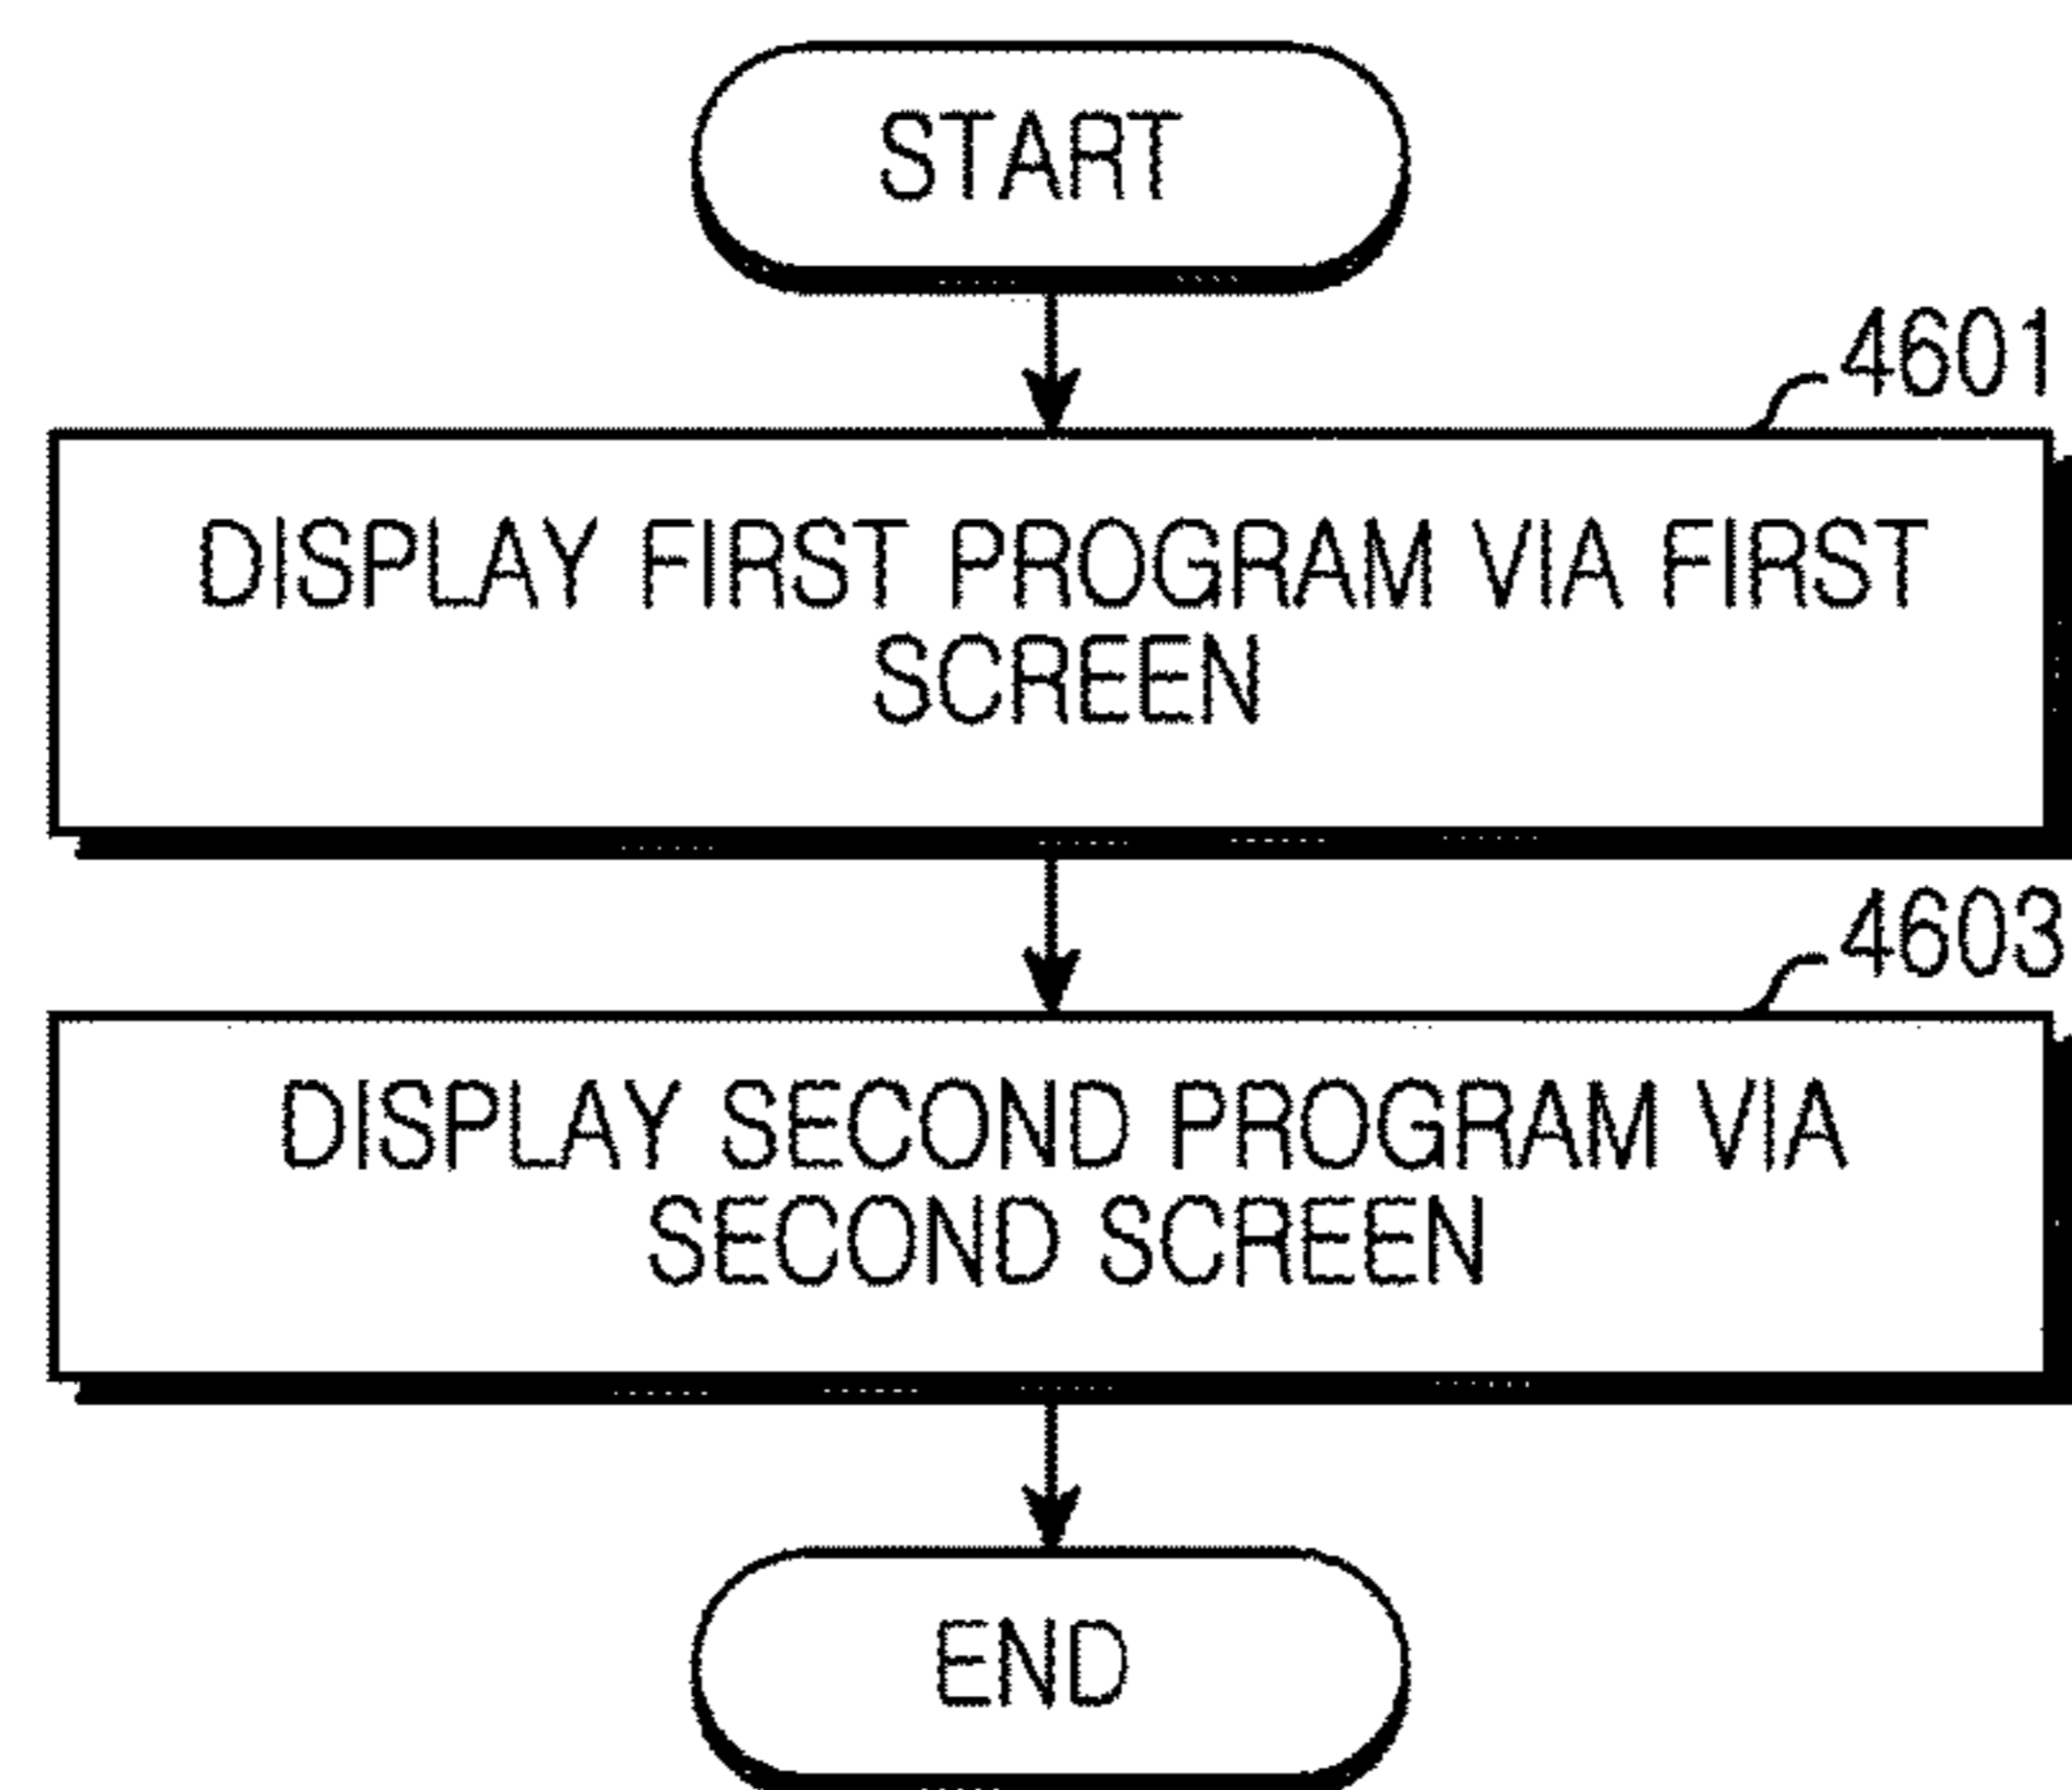 START
4601
DISPLAY FIRST PROGRAM VIA FIRST
SCREEN
4603
DISPLAY SECOND PROGRAM VIA
SECOND SCREEN
END